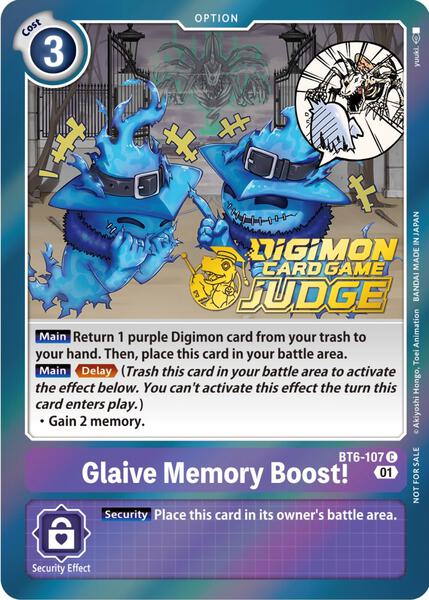 OPTION
Cost
3
yuuki.
DIGIMON
CARD GAME
JUDGE
Main Return 1 purple Digimon card from your trash to
your hand. Then, place this card in your battle area.
Main Delay (Trash this card in your battle area to activate
the effect below. You can't activate this effect the turn this
card enters play.)
・Gain 2 memory.
©Akiyoshi Hongo, Toei Animation BANDAI MADE IN JAPAN
NOT FOR SALE
BT6-107 C
Glaive Memory Boost! 01
Security Place this card in its owner's battle area.
Security Effect